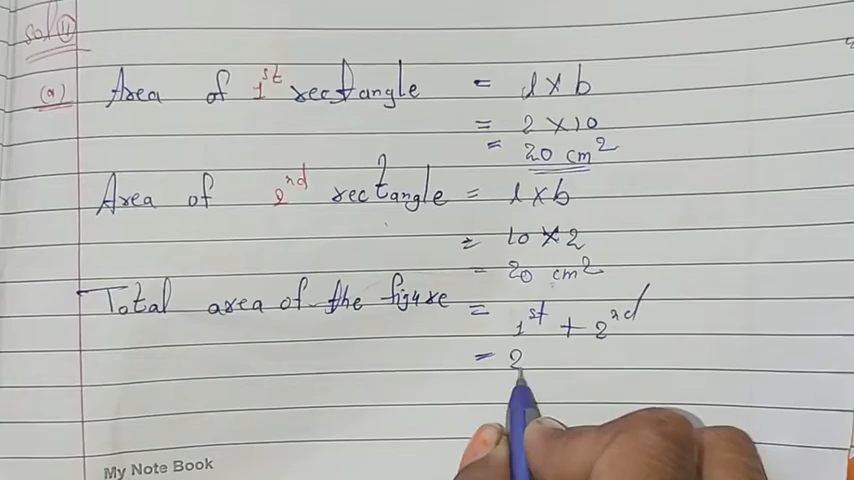 sol 11
(a) Area of 1st rectangle = l × b
= 2 × 10
= 20 cm²
Area of 2nd rectangle = l × b
= 10 × 2
= 20 cm²
Total area of the figure = 1st + 2nd
= 2
My Note Book